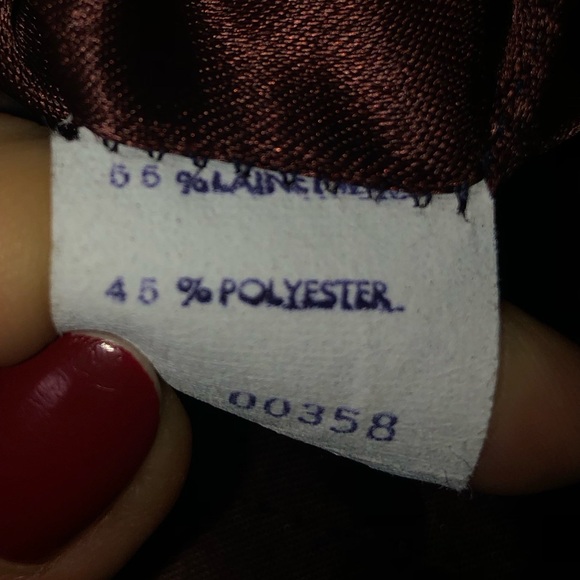 55 % LAINE
45 % POLYESTER.
00358